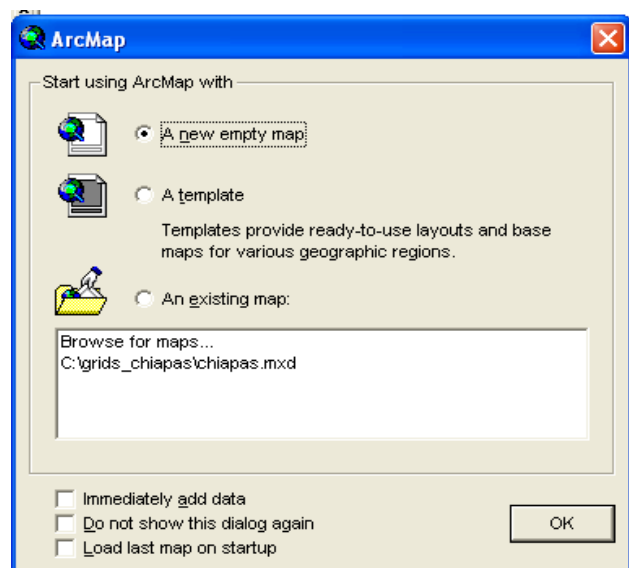 ArcMap
Start using ArcMap with
A new empty map
A template
Templates provide ready-to-use layouts and base
maps for various geographic regions.
An existing map:
Browse for maps...
C:\grids_chiapas\chiapas.mxd
Immediately add data
Do not show this dialog again
Load last map on startup
OK